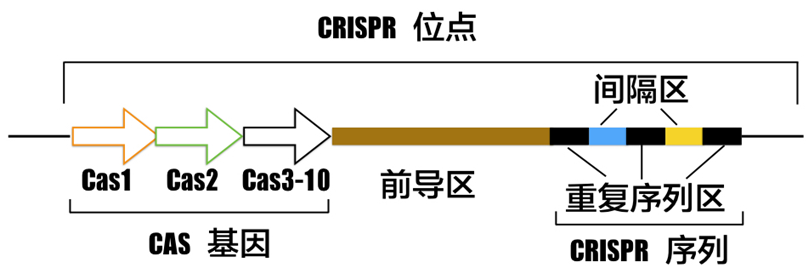 CRISPR 位点
间隔区
Cas1 Cas2 Cas3-10
前导区
重复序列区
CAS 基因
CRISPR 序列